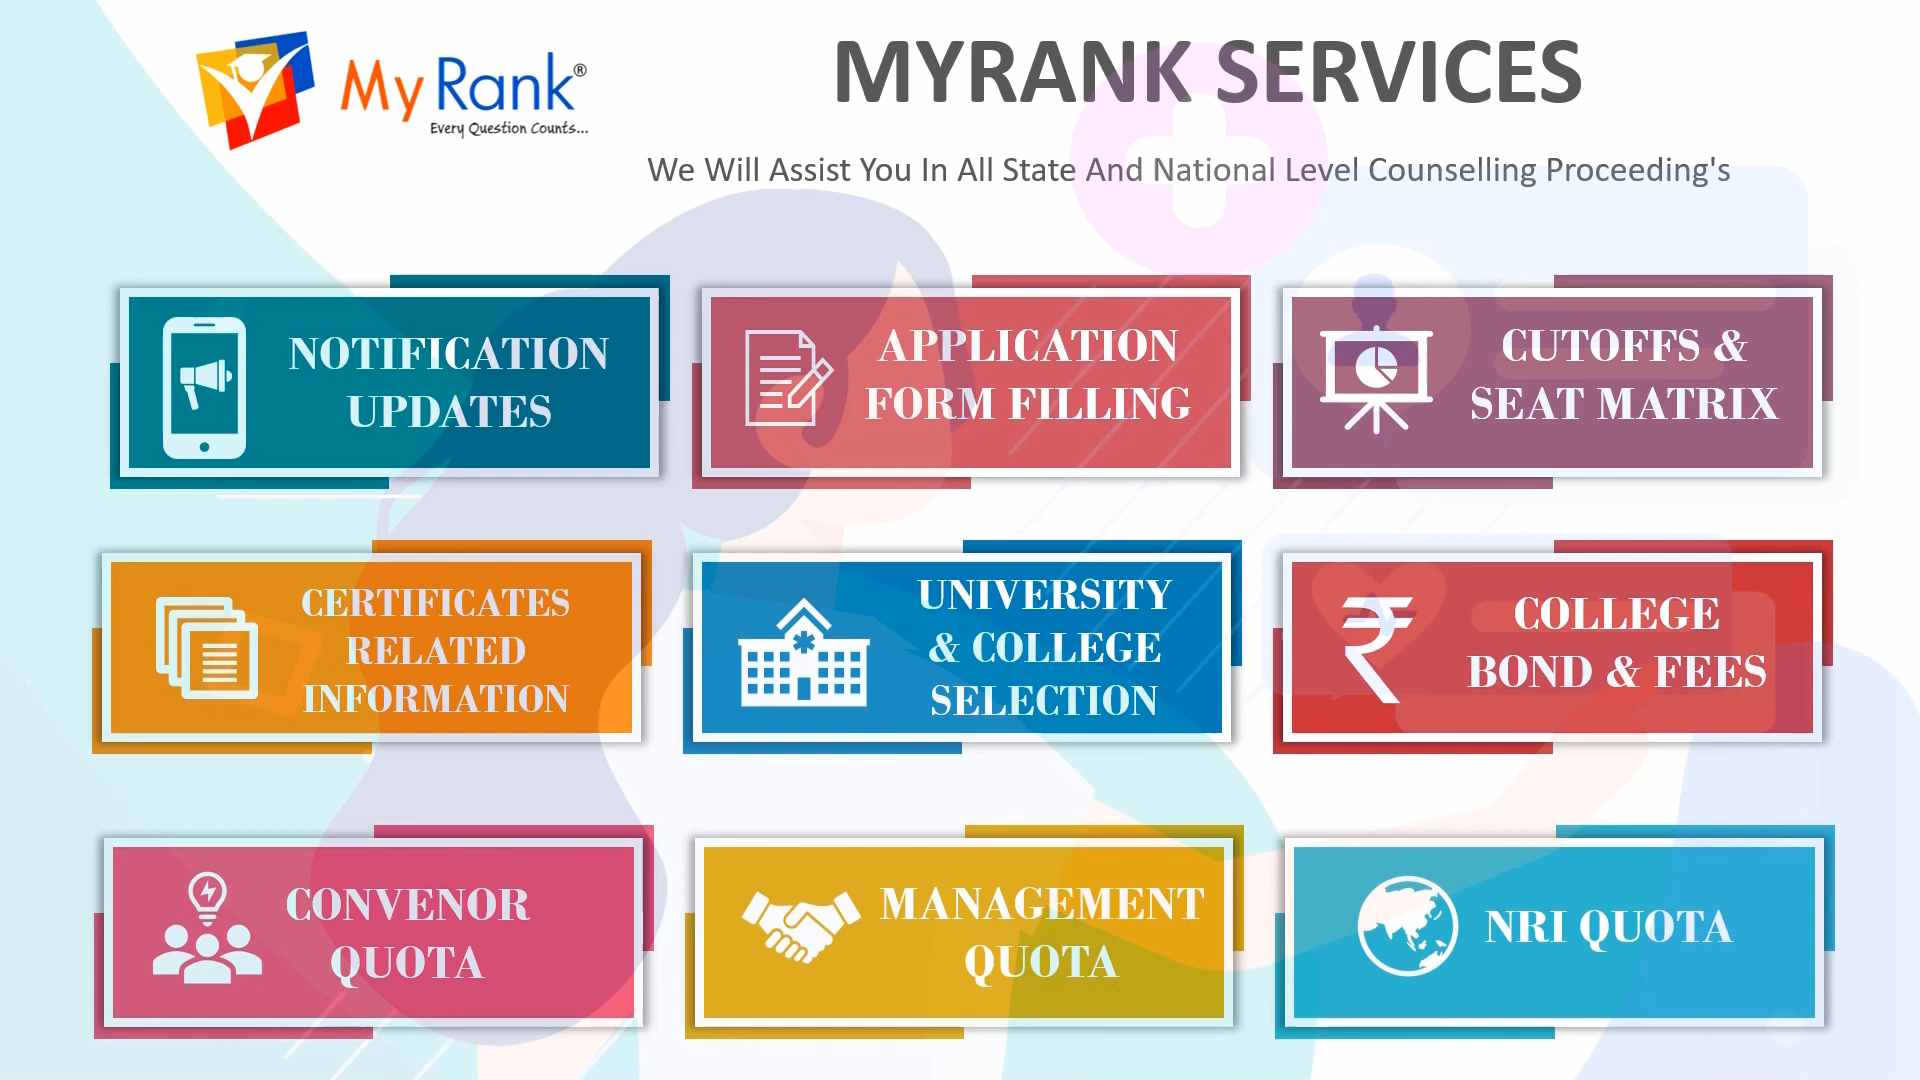 My Rank®
Every Question Counts...
MYRANK SERVICES
We Will Assist You In All State And National Level Counselling Proceeding's
NOTIFICATION
UPDATES
APPLICATION
FORM FILLING
CUTOFFS &
SEAT MATRIX
CERTIFICATES
RELATED
INFORMATION
UNIVERSITY
& COLLEGE
SELECTION
₹
COLLEGE
BOND & FEES
CONVENOR
QUOTA
MANAGEMENT
QUOTA
NRI QUOTA